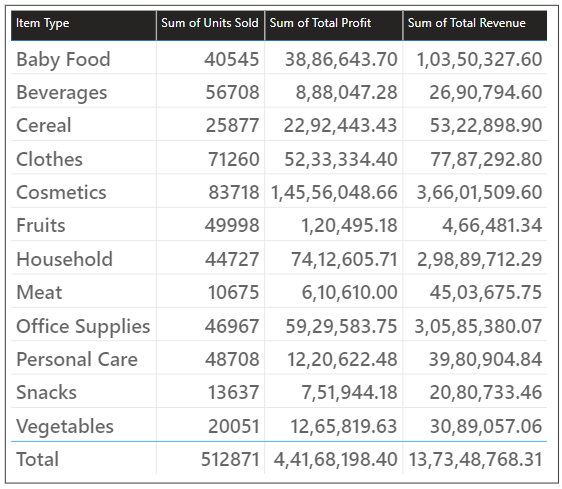 Item Type Sum of Units Sold Sum of Total Profit Sum of Total Revenue
Baby Food 40545 38,86,643.70 1,03,50,327.60
Beverages 56708 8,88,047.28 26,90,794.60
Cereal 25877 22,92,443.43 53,22,898.90
Clothes 71260 52,33,334.40 77,87,292.80
Cosmetics 83718 1,45,56,048.66 3,66,01,509.60
Fruits 49998 1,20,495.18 4,66,481.34
Household 44727 74,12,605.71 2,98,89,712.29
Meat 10675 6,10,610.00 45,03,675.75
Office Supplies 46967 59,29,583.75 3,05,85,380.07
Personal Care 48708 12,20,622.48 39,80,904.84
Snacks 13637 7,51,944.18 20,80,733.46
Vegetables 20051 12,65,819.63 30,89,057.06
Total 512871 4,41,68,198.40 13,73,48,768.31